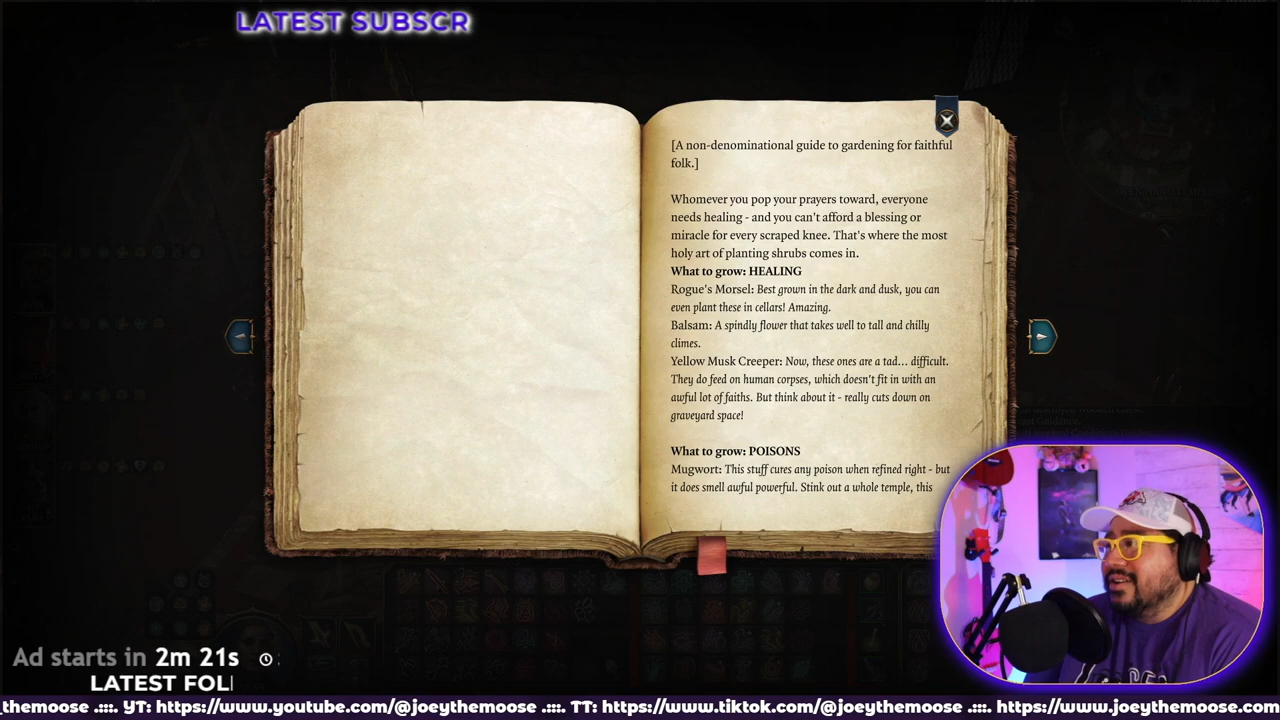 LATEST SUBSCR
[A non-denominational guide to gardening for faithful
folk.]
Whomever you pop your prayers toward, everyone
needs healing - and you can't afford a blessing or
miracle for every scraped knee. That's where the most
holy art of planting shrubs comes in.
What to grow: HEALING
Rogue's Morsel: Best grown in the dark and dusk, you can
even plant these in cellars! Amazing.
Balsam: A spindly flower that takes well to tall and chilly
climes.
Yellow Musk Creeper: Now, these ones are a tad... difficult.
They do feed on human corpses, which doesn't fit in with an
awful lot of faiths. But think about it - really cuts down on
graveyard space!
What to grow: POISONS
Mugwort: This stuff cures any poison when refined right - but
it does smell awful powerful. Stink out a whole temple, this
Ad starts in 2m 21s
LATEST FOL
themoose .:::. YT: https://www.youtube.com/@joeythemoose .:::. TT: https://www.tiktok.com/@joeythemoose .:::. https://www.joeythemoose.com